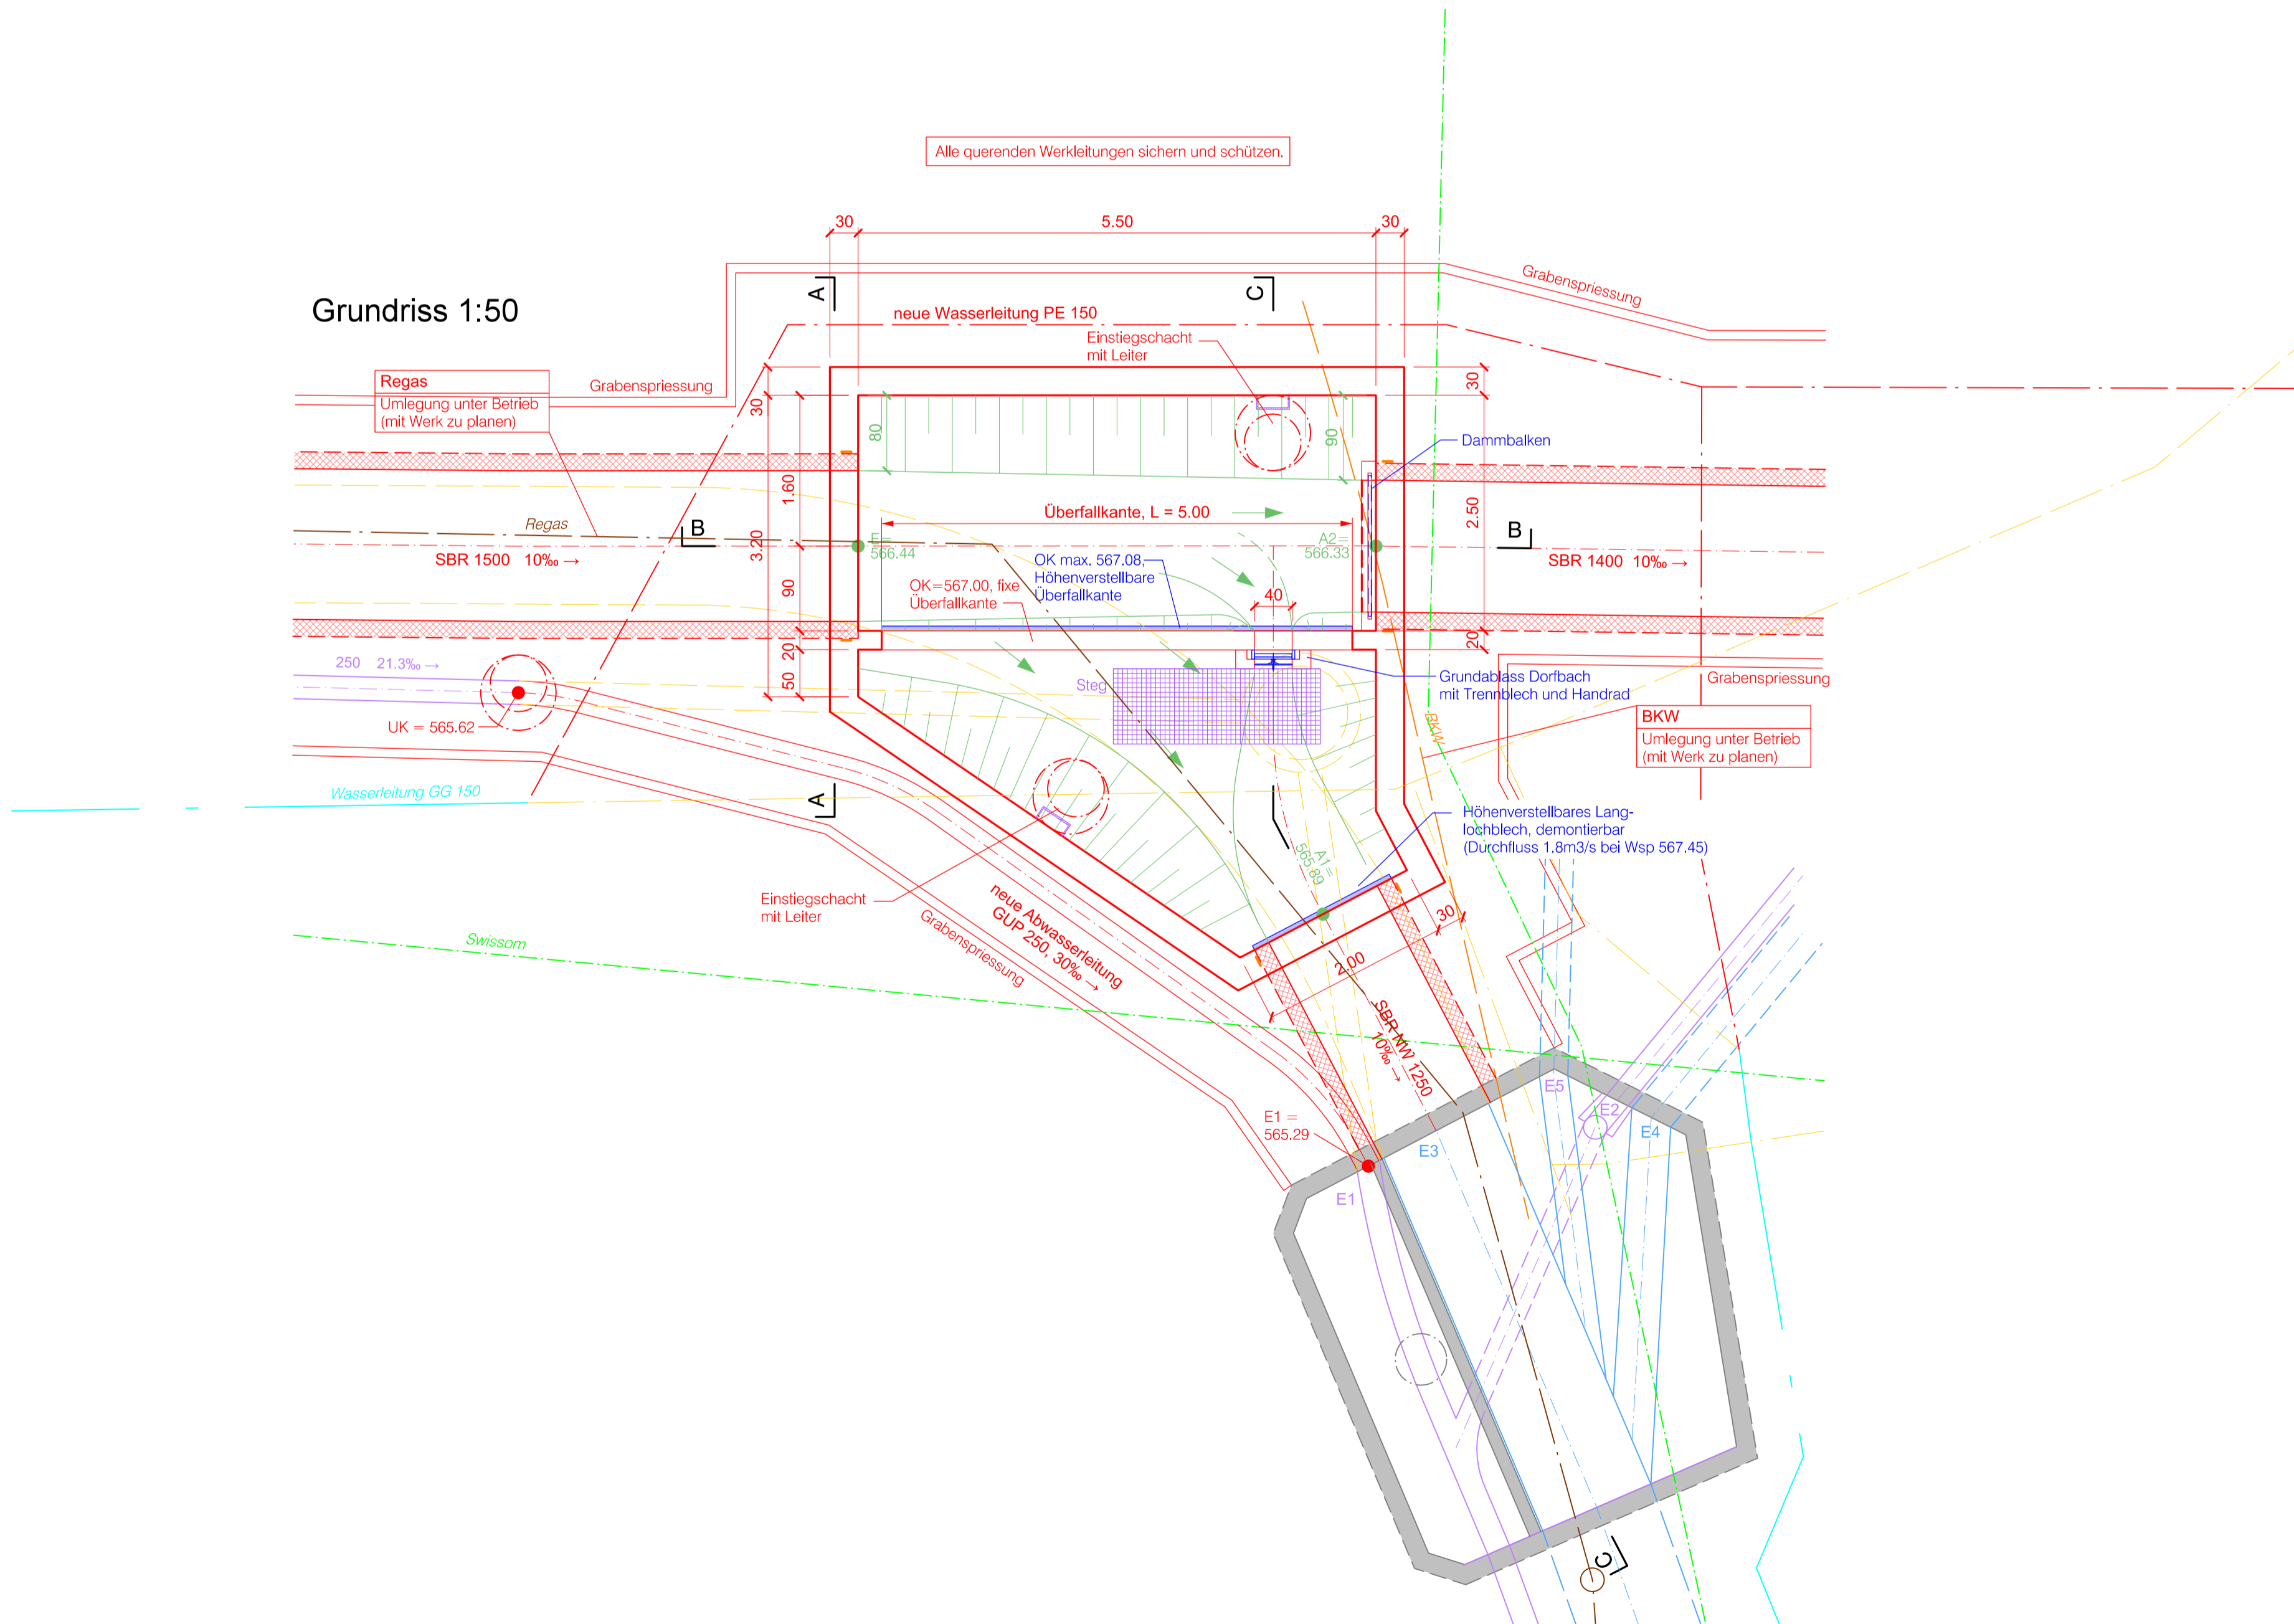 Alle querenden Werkleitungen sichern und schützen.
30
5.50
30
Grundriss 1:50
A
C
Grabenspriessung
neue Wasserleitung PE 150
Einstiegschacht
mit Leiter
Regas
Umlegung unter Betrieb
(mit Werk zu planen)
Grabenspriessung
30
30
80
90
Dammbalken
1.60
2.50
3.20
Überfallkante, L = 5.00
Regas
B
B
SBR 1500 10‰ →
E=
566.44
A2=
566.33
SBR 1400 10‰ →
OK max. 567.08,
Höhenverstellbare
Überfallkante
OK=567.00, fixe
Überfallkante
90
40
20
20
50
250 21.3‰ →
UK = 565.62
Steg
Grundablass Dorfbach
mit Trennblech und Handrad
Grabenspriessung
BKW
BKW
Umlegung unter Betrieb
(mit Werk zu planen)
Wasserleitung GG 150
A
Höhenverstellbares Lang-
lochblech, demontierbar
(Durchfluss 1.8m3/s bei Wsp 567.45)
A1=
565.89
Einstiegschacht
mit Leiter
neue Abwasserleitung
GUP 250, 30‰ →
Grabenspriessung
30
2.00
Swissom
SBR NW 1250
10‰ →
E1 =
565.29
E5
E2
E4
E3
E1
C